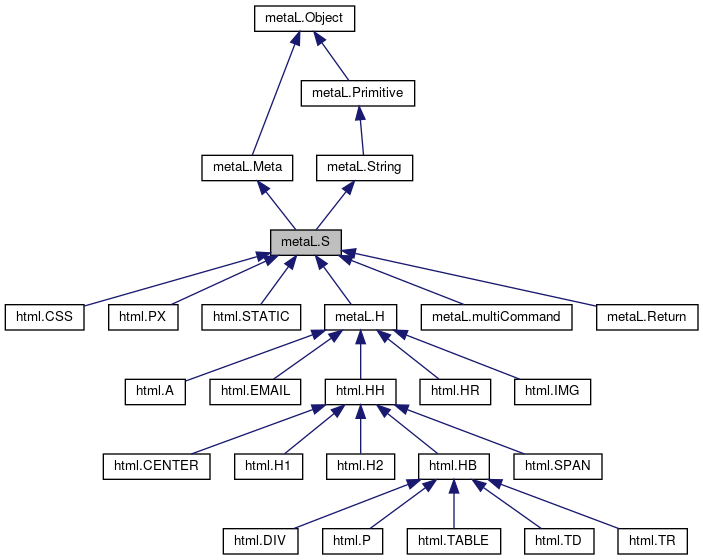 metaL.Object
metaL.Primitive
metaL.Meta
metaL.String
metaL.S
html.CSS
html.PX
html.STATIC
metaL.H
metaL.multiCommand
metaL.Return
html.A
html.EMAIL
html.HH
html.HR
html.IMG
html.CENTER
html.H1
html.H2
html.HB
html.SPAN
html.DIV
html.P
html.TABLE
html.TD
html.TR